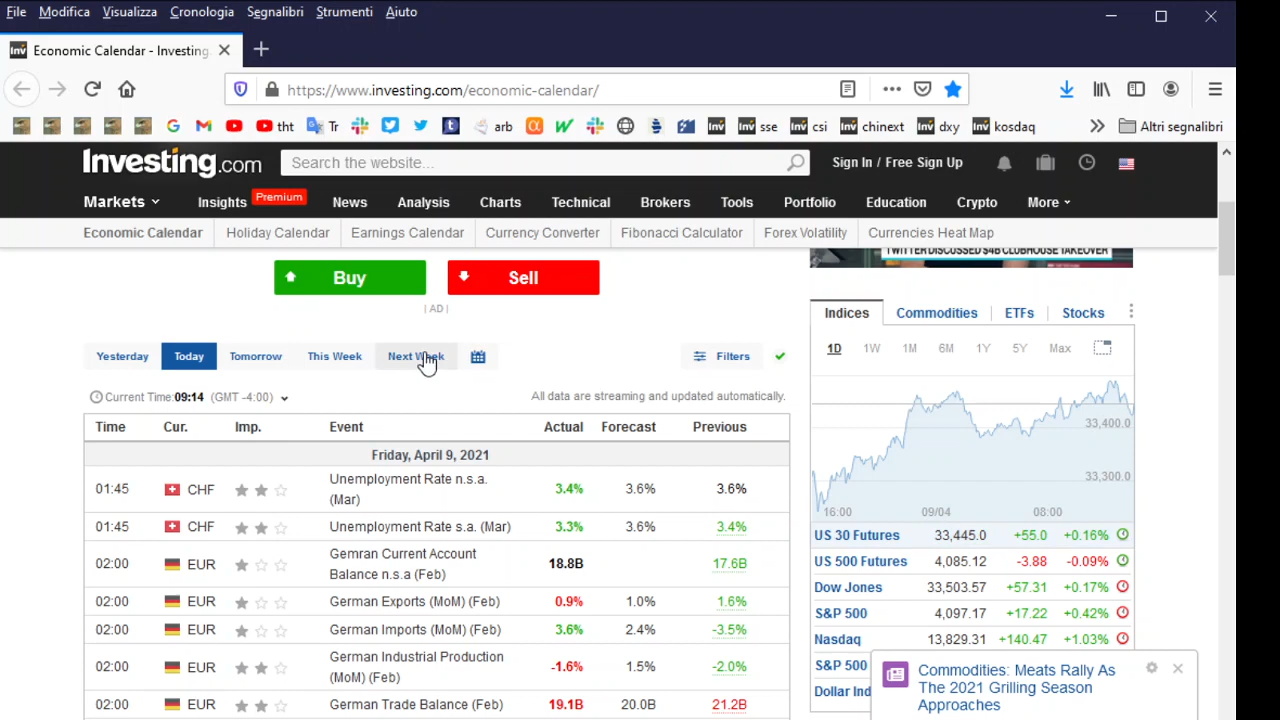 File Modifica Visualizza Cronologia Segnalibri Strumenti Aiuto
Inv Economic Calendar - Investing
https://www.investing.com/economic-calendar/
tht Tr arb Inv Inv sse Inv csi Inv chinext Inv dxy Inv kosdaq Altri segnalibri
Investing.com Search the website... Sign In / Free Sign Up
Markets Insights Premium News Analysis Charts Technical Brokers Tools Portfolio Education Crypto More
Economic Calendar Holiday Calendar Earnings Calendar Currency Converter Fibonacci Calculator Forex Volatility Currencies Heat Map
TWITTER DISCUSSED $4B CLUBHOUSE TAKEOVER
Buy Sell
| AD |
Indices Commodities ETFs Stocks
1D 1W 1M 6M 1Y 5Y Max
Yesterday Today Tomorrow This Week Next Week Filters
Current Time: 09:14 (GMT -4:00) All data are streaming and updated automatically.
33,400.0
33,300.0
16:00 09/04 08:00
Time Cur. Imp. Event Actual Forecast Previous
Friday, April 9, 2021
01:45 CHF Unemployment Rate n.s.a. (Mar) 3.4% 3.6% 3.6%
01:45 CHF Unemployment Rate s.a. (Mar) 3.3% 3.6% 3.4%
02:00 EUR Gemran Current Account Balance n.s.a (Feb) 18.8B 17.6B
02:00 EUR German Exports (MoM) (Feb) 0.9% 1.0% 1.6%
02:00 EUR German Imports (MoM) (Feb) 3.6% 2.4% -3.5%
02:00 EUR German Industrial Production (MoM) (Feb) -1.6% 1.5% -2.0%
02:00 EUR German Trade Balance (Feb) 19.1B 20.0B 21.2B
US 30 Futures 33,445.0 +55.0 +0.16%
US 500 Futures 4,085.12 -3.88 -0.09%
Dow Jones 33,503.57 +57.31 +0.17%
S&P 500 4,097.17 +17.22 +0.42%
Nasdaq 13,829.31 +140.47 +1.03%
S&P 500
Dollar Ind
Commodities: Meats Rally As
The 2021 Grilling Season
Approaches